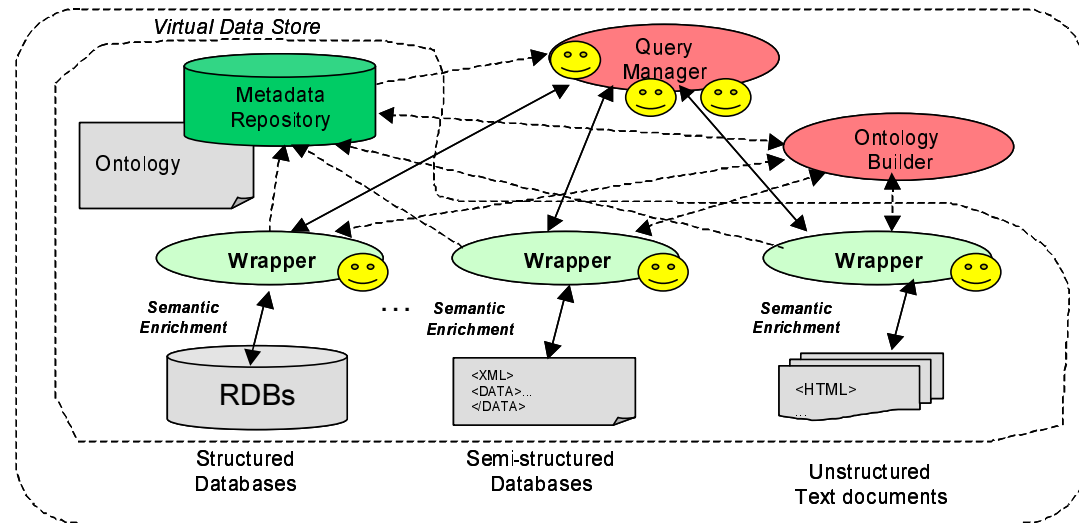 Virtual Data Store
Query
Manager
Metadata
Repository
Ontology
Ontology
Builder
Wrapper
Wrapper
Wrapper
Semantic
Enrichment
...
Semantic
Enrichment
Semantic
Enrichment
RDBs
<XML>
<DATA>...
</DATA>
<HTML>
...
Structured
Databases
Semi-structured
Databases
Unstructured
Text documents